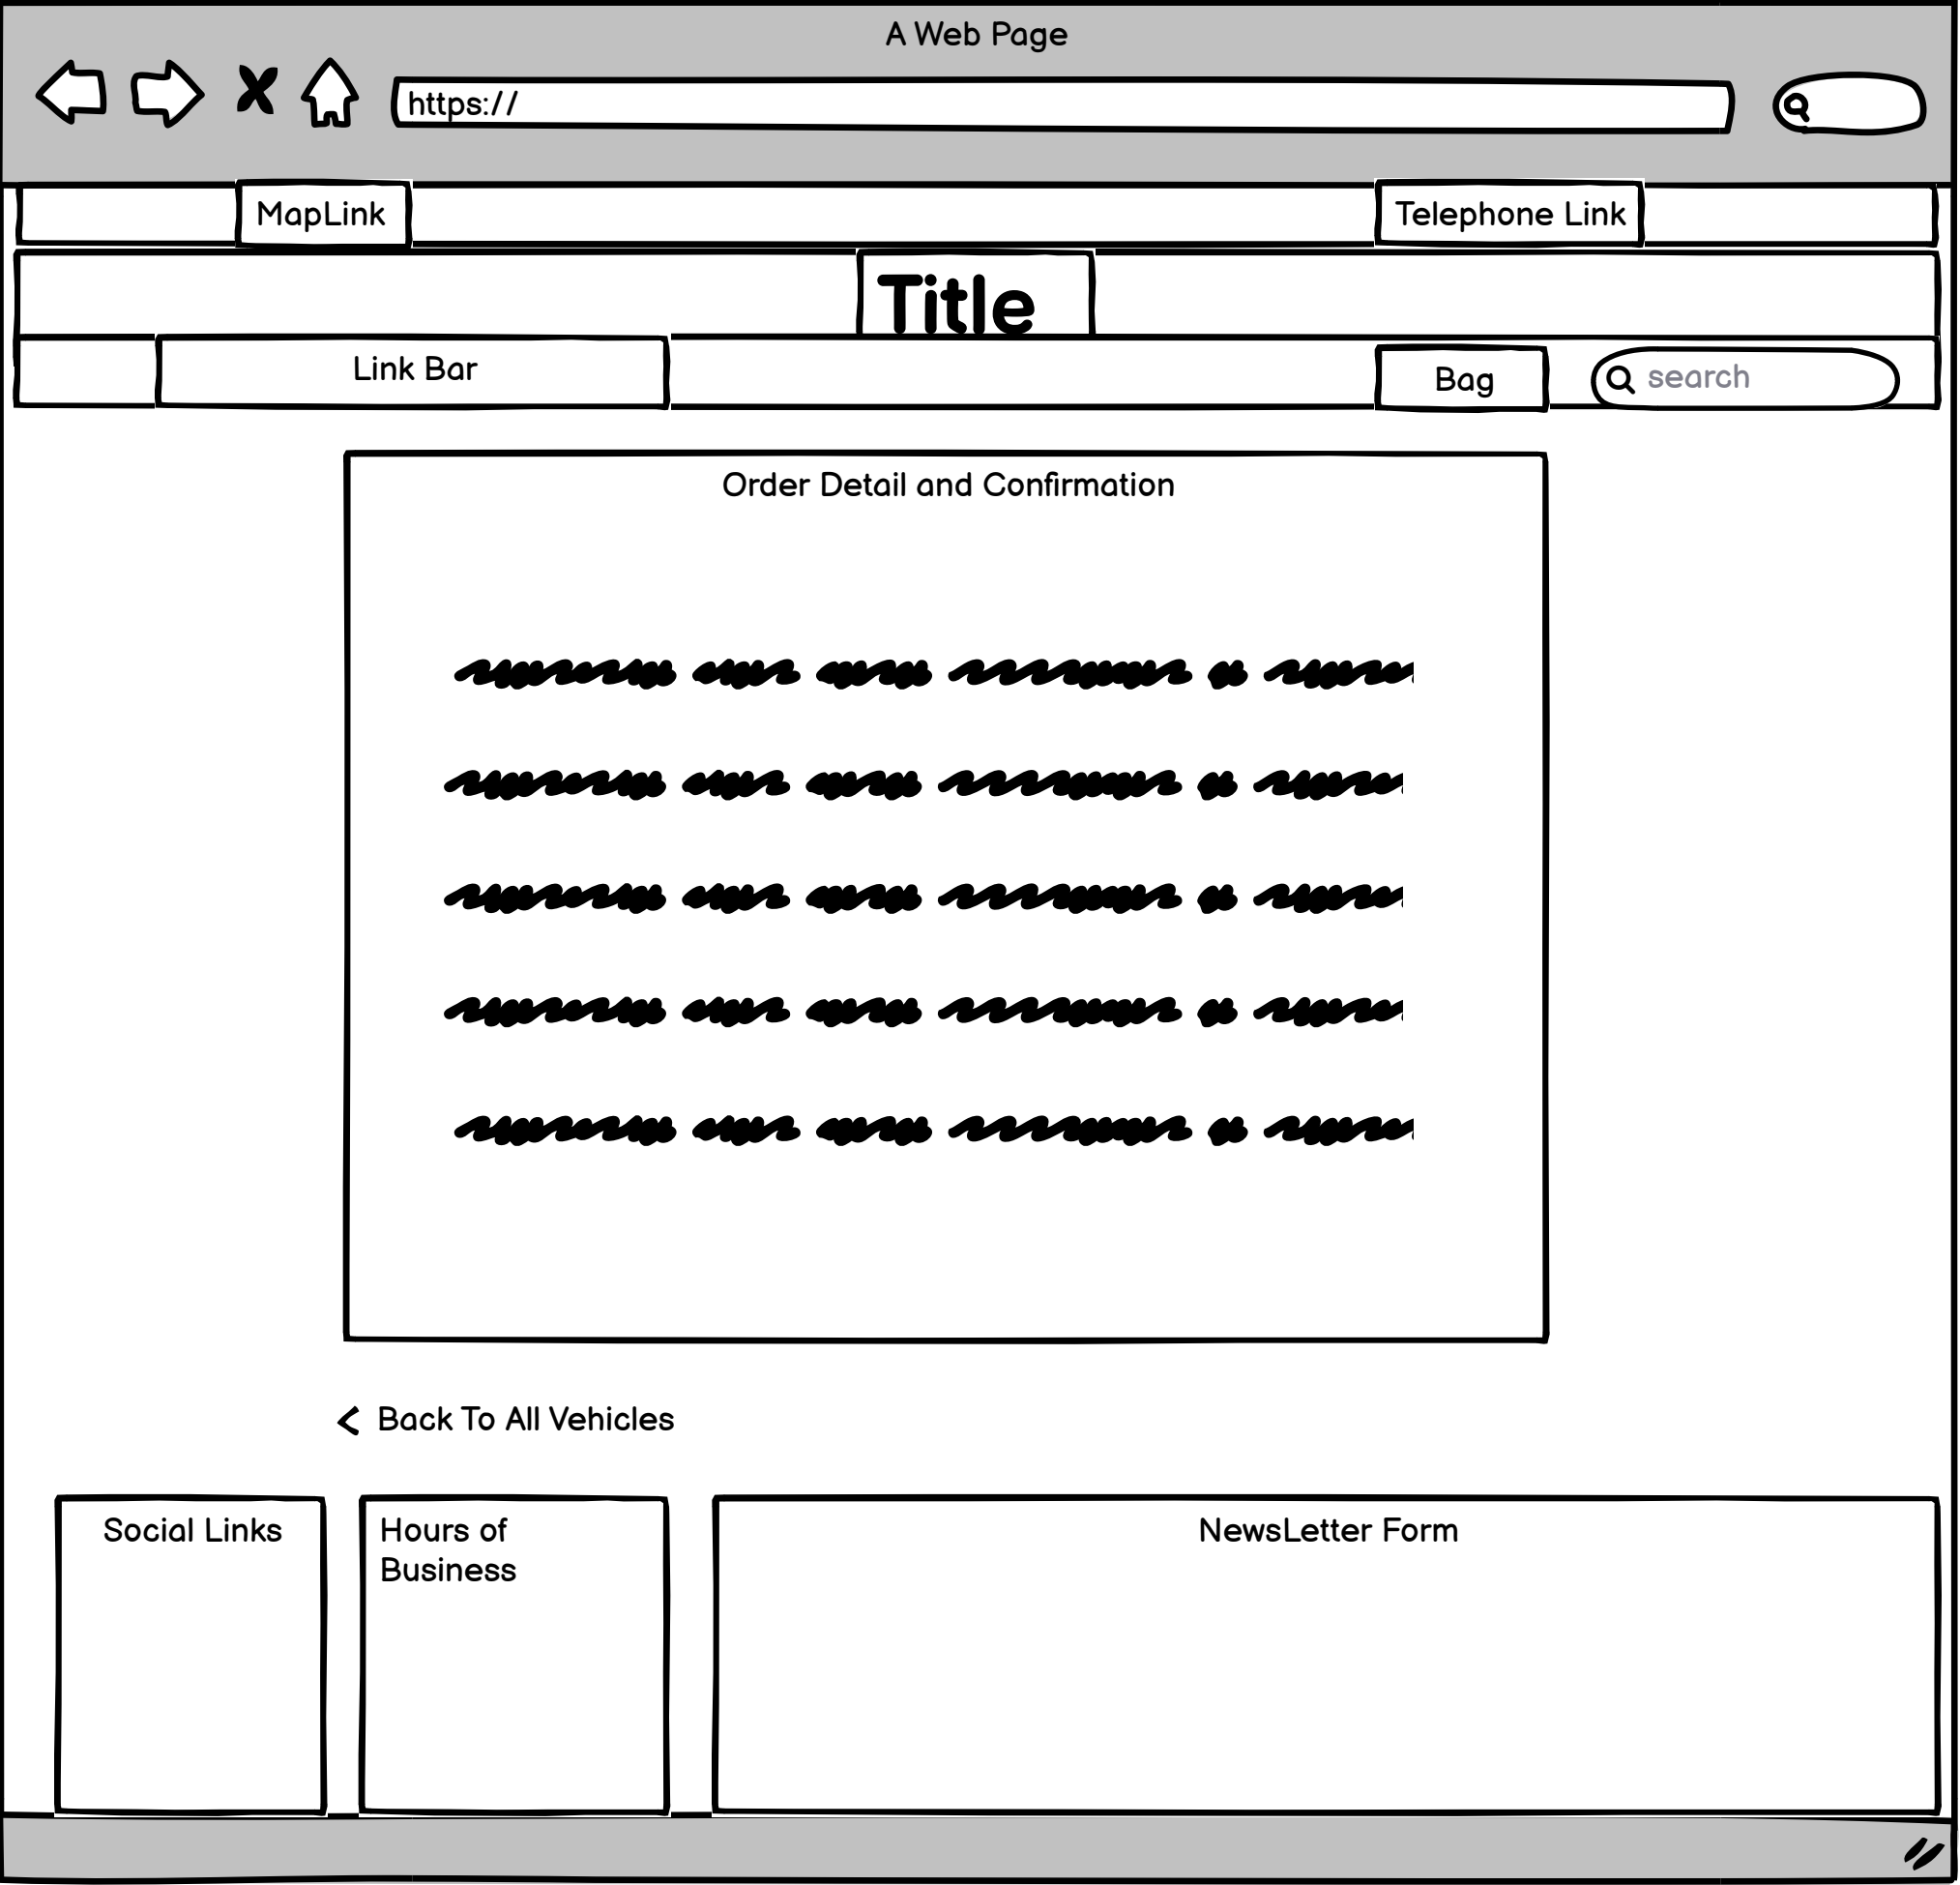 A Web Page
https://
MapLink
Telephone Link
Title
Link Bar
Bag
search
Order Detail and Confirmation
Back To All Vehicles
Social Links
Hours of
Business
NewsLetter Form